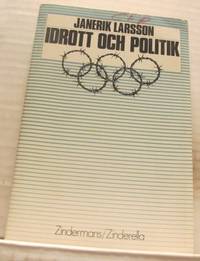 JANERIK LARSSON
IDROTT OCH POLITIK
Zindermans/Zinderella